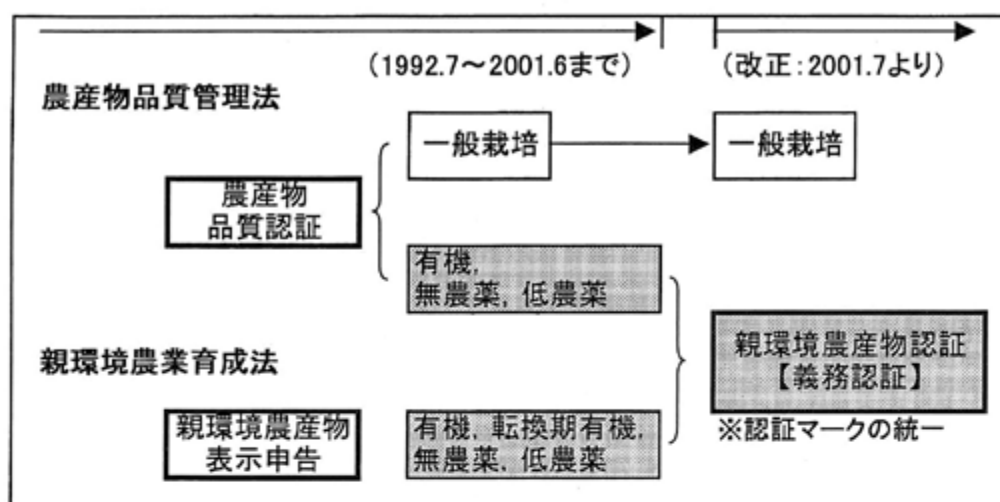 (1992.7～2001.6まで)
(改正:2001.7より)
農産物品質管理法
一般栽培
一般栽培
農産物
品質認証
有機,
無農薬, 低農薬
親環境農業育成法
親環境農産物認証
【義務認証】
※認証マークの統一
親環境農産物
表示申告
有機, 転換期有機,
無農薬, 低農薬